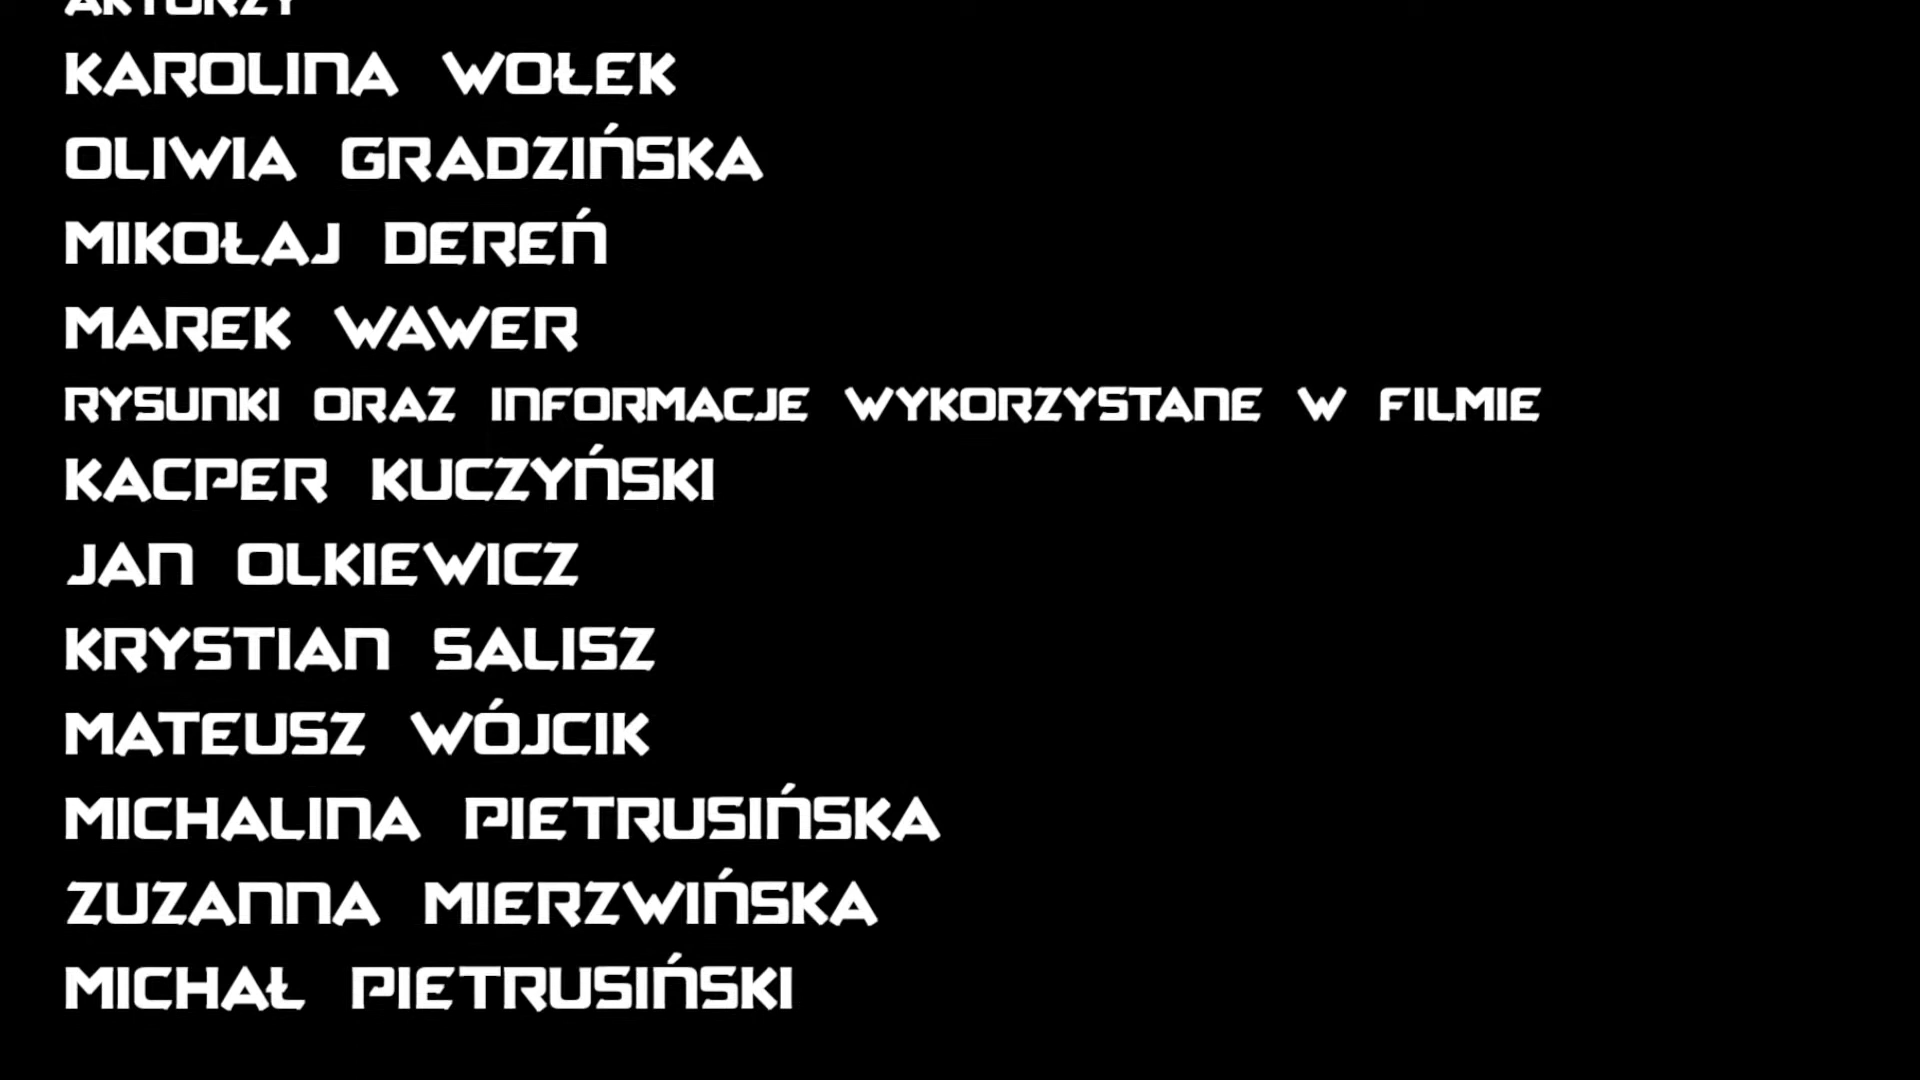 AKTORZY
KAROLINA WOŁEK
OLIWIA GRADZIŃSKA
MIKOŁAJ DEREŃ
MAREK WAWER
RYSUNKI ORAZ INFORMACJE WYKORZYSTANE W FILMIE
KACPER KUCZYŃSKI
JAN OLKIEWICZ
KRYSTIAN SALISZ
MATEUSZ WÓJCIK
MICHALINA PIETRUSIŃSKA
ZUZANNA MIERZWIŃSKA
MICHAŁ PIETRUSIŃSKI